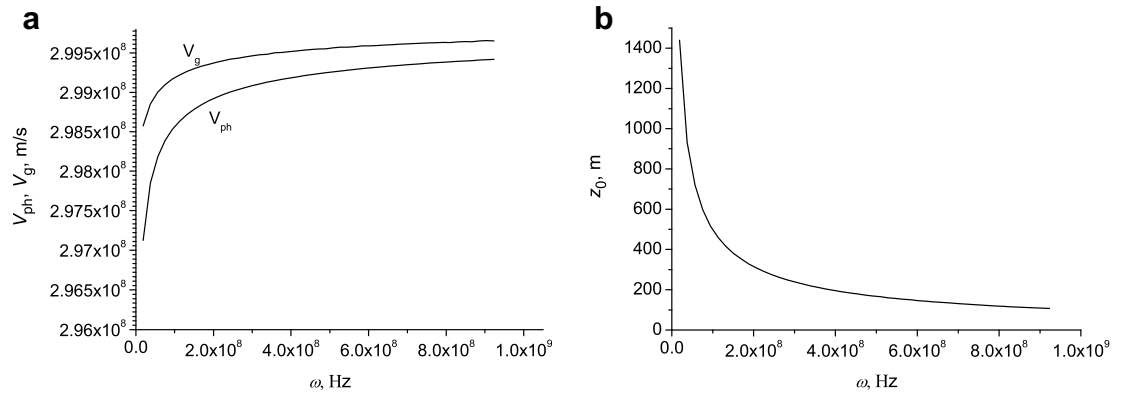 a
V_ph, V_g, m/s
2.995x10^8
2.99x10^8
2.985x10^8
2.98x10^8
2.975x10^8
2.97x10^8
2.965x10^8
2.96x10^8
V_g
V_ph
0.0 2.0x10^8 4.0x10^8 6.0x10^8 8.0x10^8 1.0x10^9
ω, Hz
b
z_0, m
1400
1200
1000
800
600
400
200
0
0.0 2.0x10^8 4.0x10^8 6.0x10^8 8.0x10^8 1.0x10^9
ω, Hz